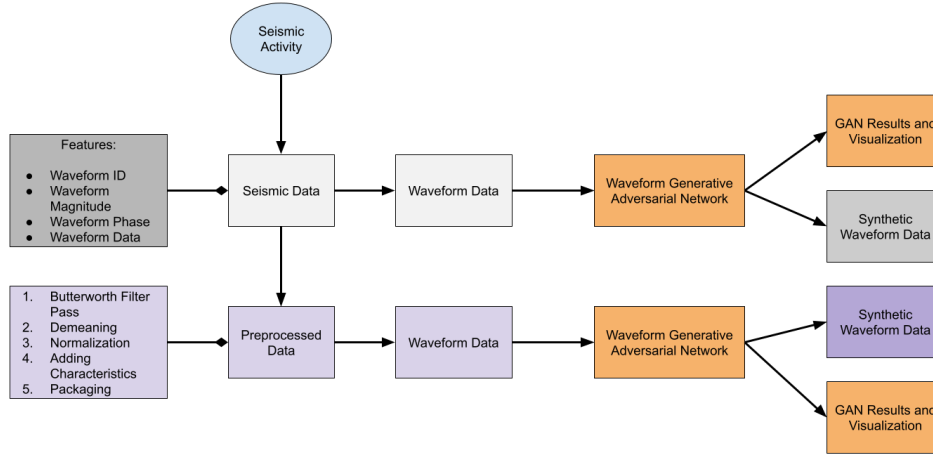 Seismic
Activity
Features:
● Waveform ID
● Waveform
Magnitude
● Waveform Phase
● Waveform Data
Seismic Data
Waveform Data
Waveform Generative
Adversarial Network
GAN Results and
Visualization
Synthetic
Waveform Data
1. Butterworth Filter
Pass
2. Demeaning
3. Normalization
4. Adding
Characteristics
5. Packaging
Preprocessed
Data
Waveform Data
Waveform Generative
Adversarial Network
Synthetic
Waveform Data
GAN Results and
Visualization